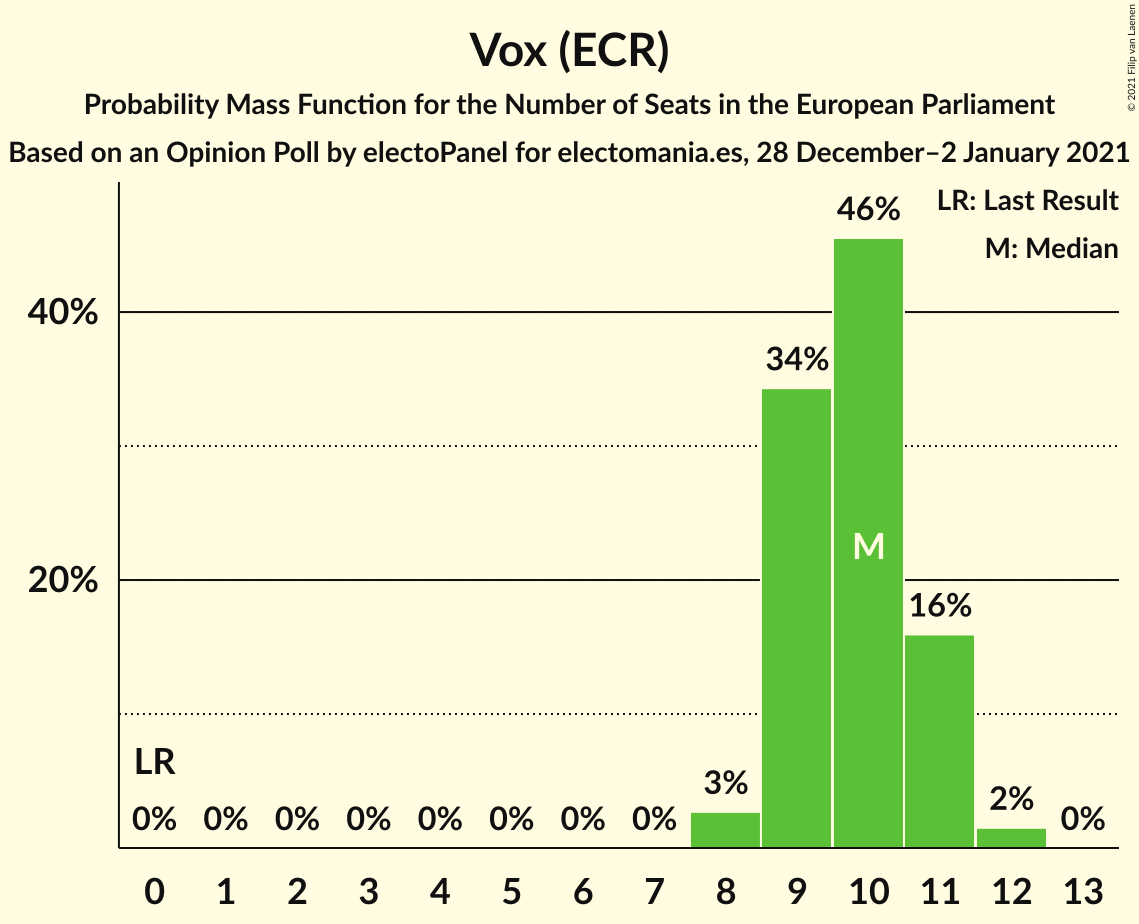 Vox (ECR)
Probability Mass Function for the Number of Seats in the European Parliament
Based on an Opinion Poll by electoPanel for electomania.es, 28 December–2 January 2021
© 2021 Filip van Laenen
LR: Last Result
M: Median
46%
40%
34%
M
20%
16%
LR
0% 0% 0% 0% 0% 0% 0% 0% 3% 2% 0%
0 1 2 3 4 5 6 7 8 9 10 11 12 13